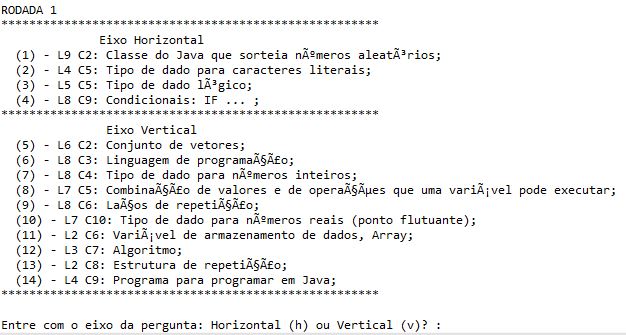 RODADA 1
******************************************************
Eixo Horizontal
(1) - L9 C2: Classe do Java que sorteia nÃºmeros aleatÃ³rios;
(2) - L4 C5: Tipo de dado para caracteres literais;
(3) - L5 C5: Tipo de dado lÃ³gico;
(4) - L8 C9: Condicionais: IF ... ;
******************************************************
Eixo Vertical
(5) - L6 C2: Conjunto de vetores;
(6) - L8 C3: Linguagem de programaÃ§Ã£o;
(7) - L8 C4: Tipo de dado para nÃºmeros inteiros;
(8) - L7 C5: CombinaÃ§Ã£o de valores e de operaÃ§Ãµes que uma variÃ¡vel pode executar;
(9) - L8 C6: LaÃ§os de repetiÃ§Ã£o;
(10) - L7 C10: Tipo de dado para nÃºmeros reais (ponto flutuante);
(11) - L2 C6: VariÃ¡vel de armazenamento de dados, Array;
(12) - L3 C7: Algoritmo;
(13) - L2 C8: Estrutura de repetiÃ§Ã£o;
(14) - L4 C9: Programa para programar em Java;
******************************************************
Entre com o eixo da pergunta: Horizontal (h) ou Vertical (v)? :